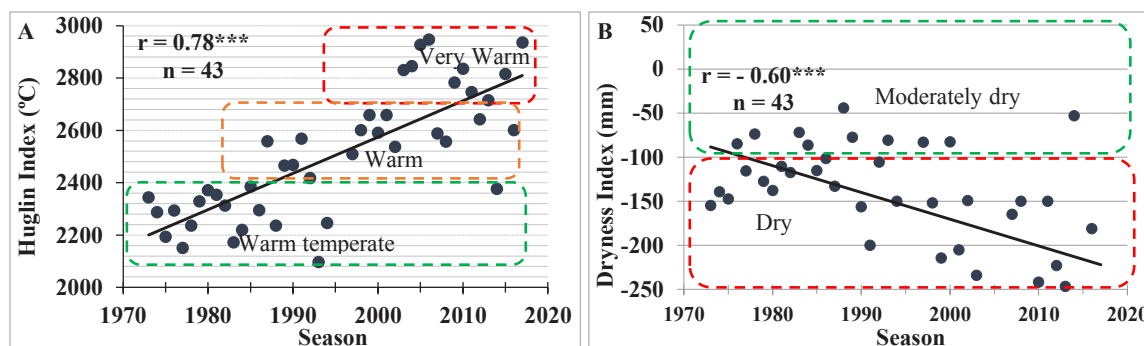 A
r = 0.78***
n = 43
Very Warm
Warm
Warm temperate
Huglin Index (ºC)
3000
2800
2600
2400
2200
2000
1970
1980
1990
2000
2010
2020
Season
B
r = - 0.60***
n = 43
Moderately dry
Dry
Dryness Index (mm)
50
0
-50
-100
-150
-200
-250
1970
1980
1990
2000
2010
2020
Season